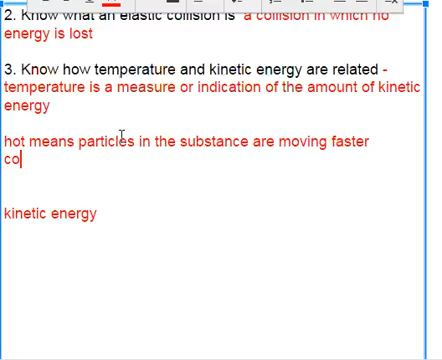 2. Know what an elastic collision is "a collision in which no
energy is lost
3. Know how temperature and kinetic energy are related -
temperature is a measure or indication of the amount of kinetic
energy
hot means particles in the substance are moving faster
co
kinetic energy